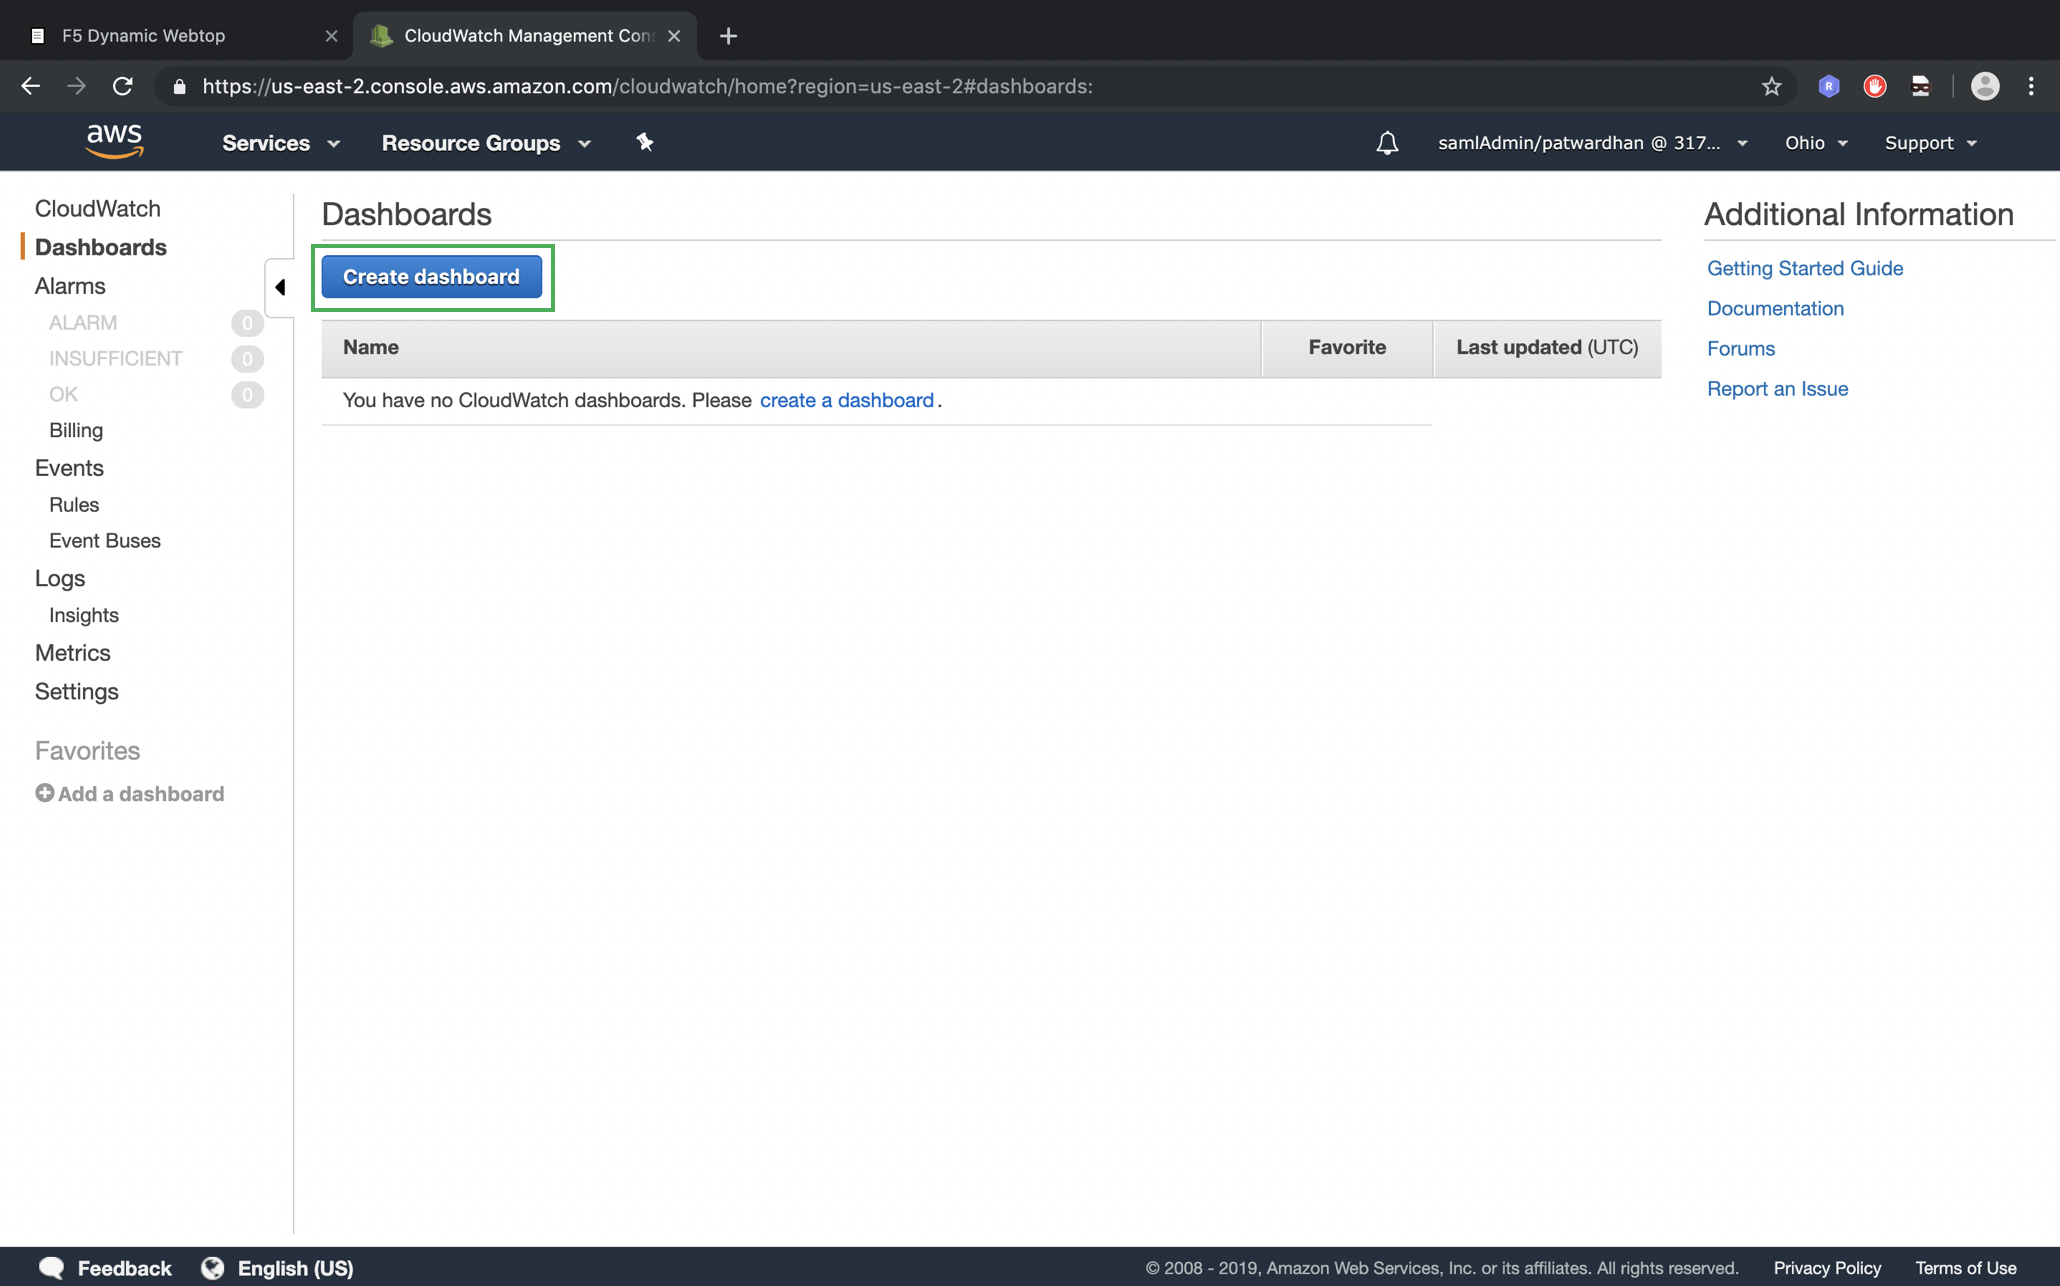 F5 Dynamic Webtop
CloudWatch Management Con
https://us-east-2.console.aws.amazon.com/cloudwatch/home?region=us-east-2#dashboards:
R
aws
Services
Resource Groups
samlAdmin/patwardhan @ 317...
Ohio
Support
CloudWatch
Dashboards
Alarms
ALARM 0
INSUFFICIENT 0
OK 0
Billing
Events
Rules
Event Buses
Logs
Insights
Metrics
Settings
Favorites
Add a dashboard
Dashboards
Create dashboard
Name Favorite Last updated (UTC)
You have no CloudWatch dashboards. Please create a dashboard.
Additional Information
Getting Started Guide
Documentation
Forums
Report an Issue
Feedback
English (US)
© 2008 - 2019, Amazon Web Services, Inc. or its affiliates. All rights reserved.
Privacy Policy
Terms of Use